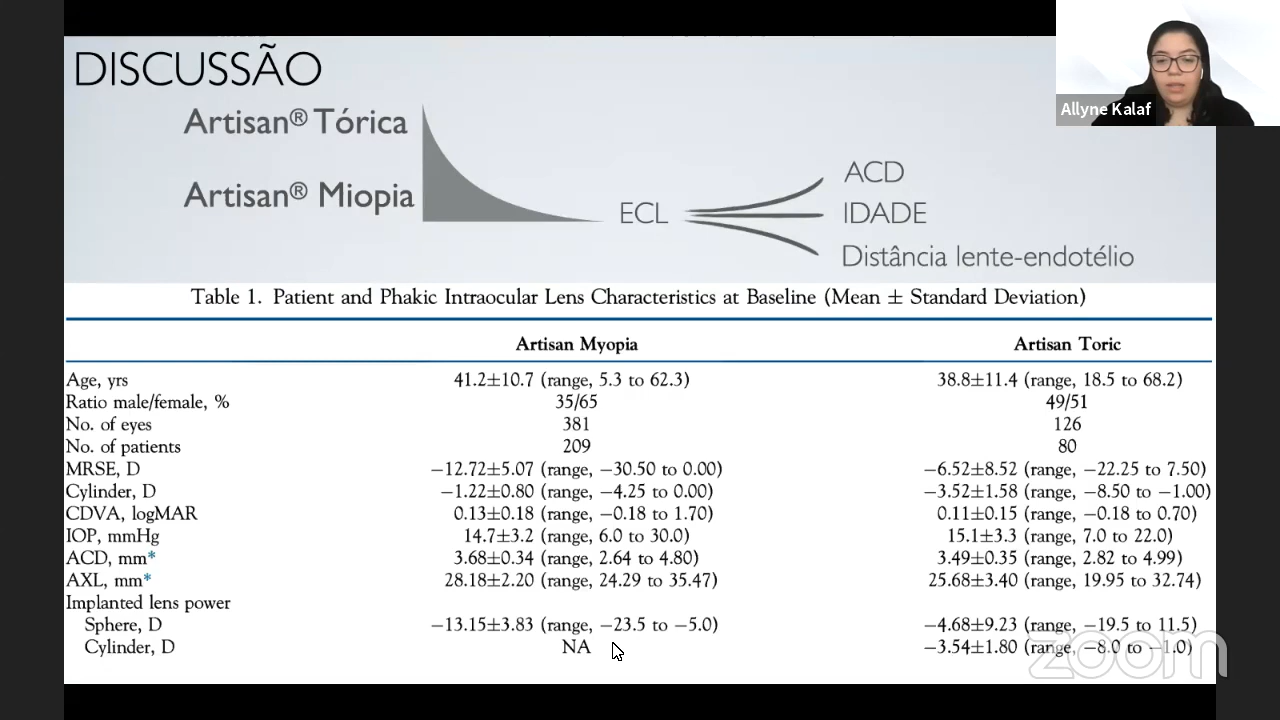 DISCUSSÃO
Allyne Kalaf
Artisan® Tórica
Artisan® Miopia
ECL
ACD
IDADE
Distância lente-endotélio
Table 1. Patient and Phakic Intraocular Lens Characteristics at Baseline (Mean ± Standard Deviation)
Artisan Myopia Artisan Toric
Age, yrs 41.2±10.7 (range, 5.3 to 62.3) 38.8±11.4 (range, 18.5 to 68.2)
Ratio male/female, % 35/65 49/51
No. of eyes 381 126
No. of patients 209 80
MRSE, D −12.72±5.07 (range, −30.50 to 0.00) −6.52±8.52 (range, −22.25 to 7.50)
Cylinder, D −1.22±0.80 (range, −4.25 to 0.00) −3.52±1.58 (range, −8.50 to −1.00)
CDVA, logMAR 0.13±0.18 (range, −0.18 to 1.70) 0.11±0.15 (range, −0.18 to 0.70)
IOP, mmHg 14.7±3.2 (range, 6.0 to 30.0) 15.1±3.3 (range, 7.0 to 22.0)
ACD, mm* 3.68±0.34 (range, 2.64 to 4.80) 3.49±0.35 (range, 2.82 to 4.99)
AXL, mm* 28.18±2.20 (range, 24.29 to 35.47) 25.68±3.40 (range, 19.95 to 32.74)
Implanted lens power
Sphere, D −13.15±3.83 (range, −23.5 to −5.0) −4.68±9.23 (range, −19.5 to 11.5)
Cylinder, D NA −3.54±1.80 (range, −8.0 to −1.0)
zoom